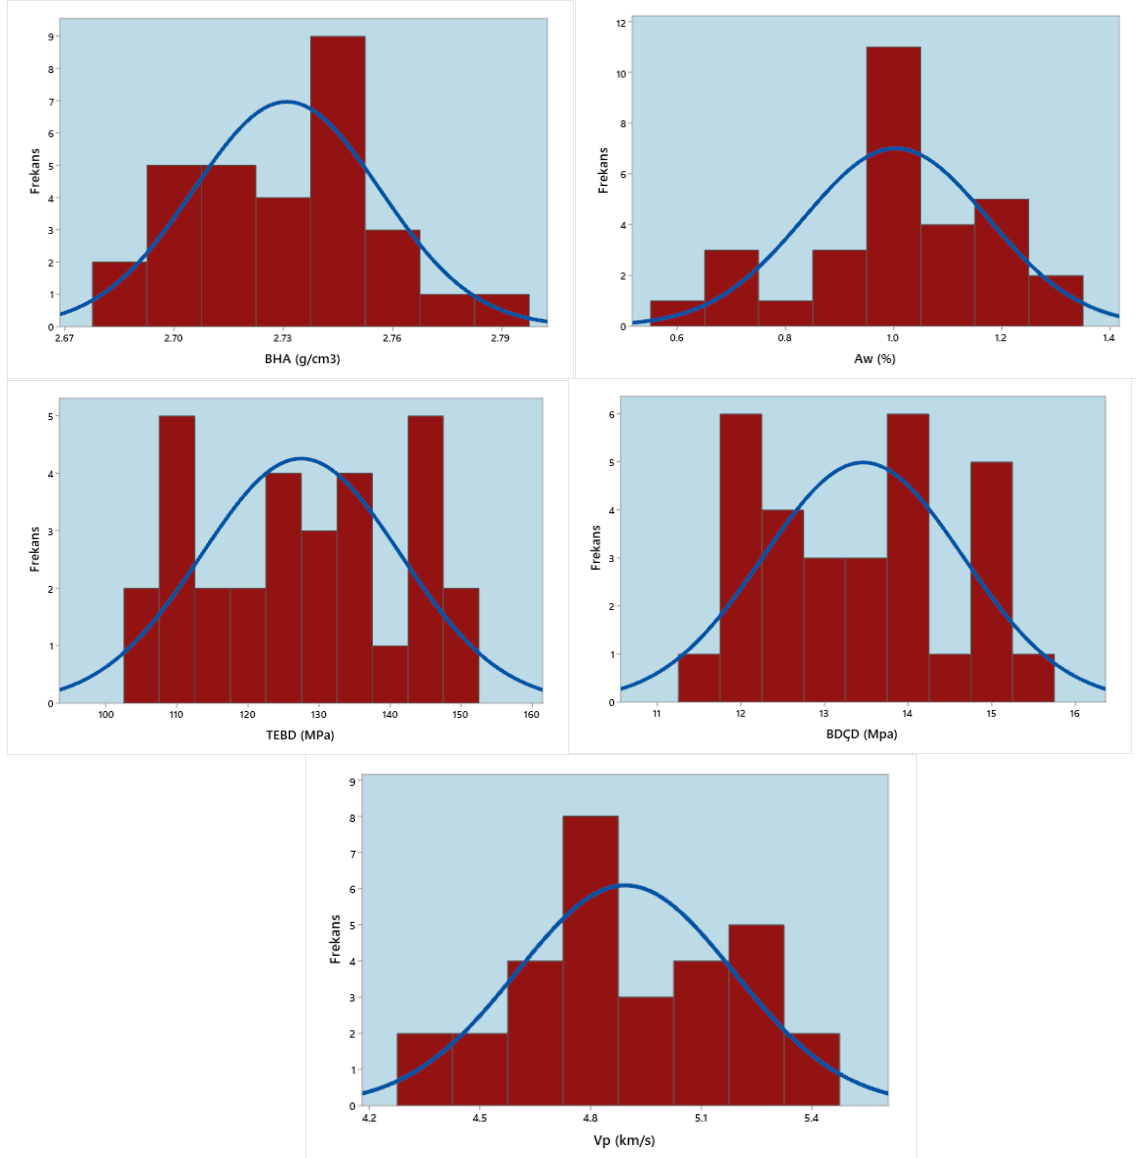 9
8
7
6
5
4
3
2
1
0
Frekans
2.67 2.70 2.73 2.76 2.79
BHA (g/cm3)
12
10
8
6
4
2
0
Frekans
0.6 0.8 1.0 1.2 1.4
Aw (%)
5
4
3
2
1
0
Frekans
100 110 120 130 140 150 160
TEBD (MPa)
6
5
4
3
2
1
0
Frekans
11 12 13 14 15 16
BDÇD (Mpa)
9
8
7
6
5
4
3
2
1
0
Frekans
4.2 4.5 4.8 5.1 5.4
Vp (km/s)